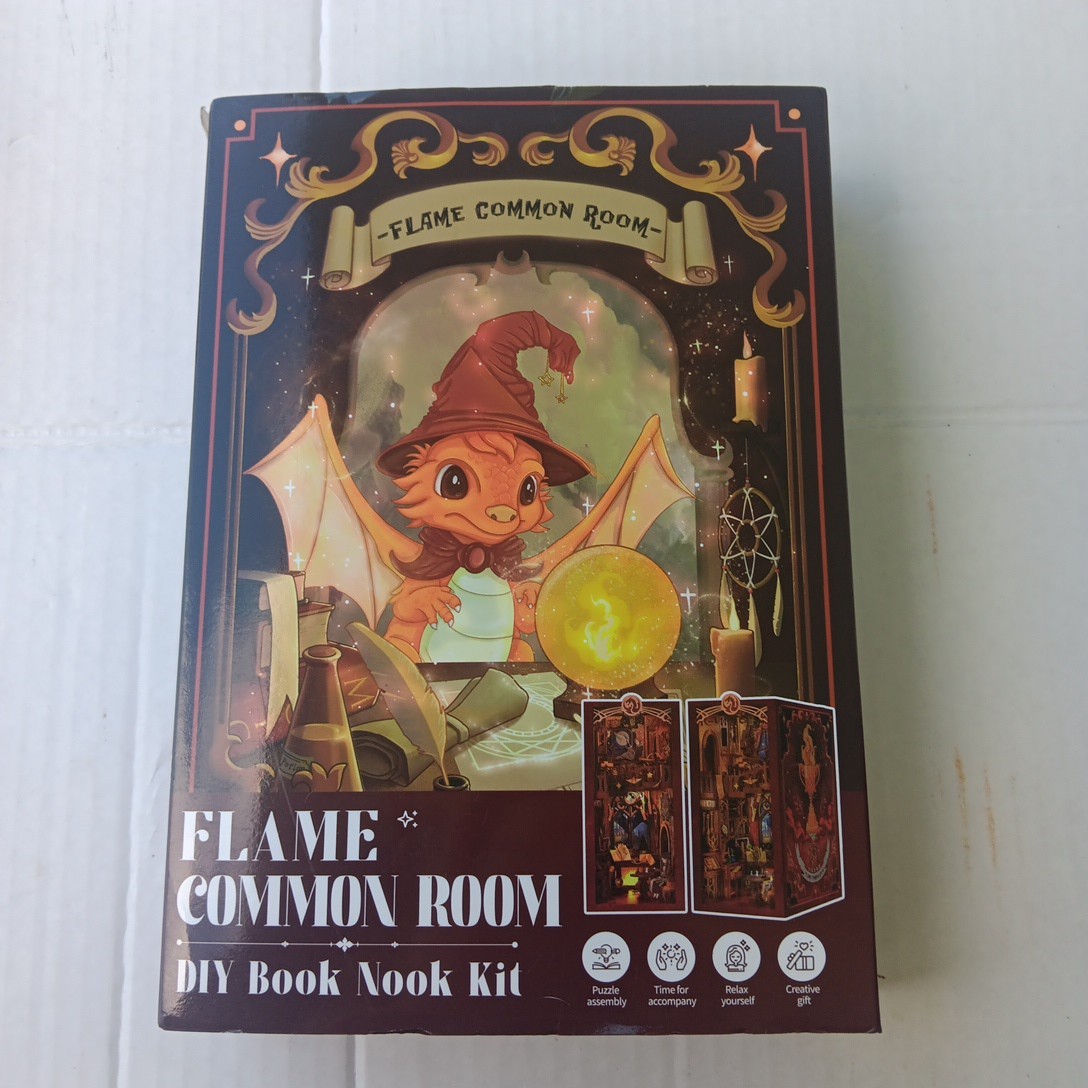 -FLAME COMMON ROOM-
FLAME
COMMON ROOM
DIY Book Nook Kit
Puzzle
assembly
Time for
accompany
Relax
yourself
Creative
gift